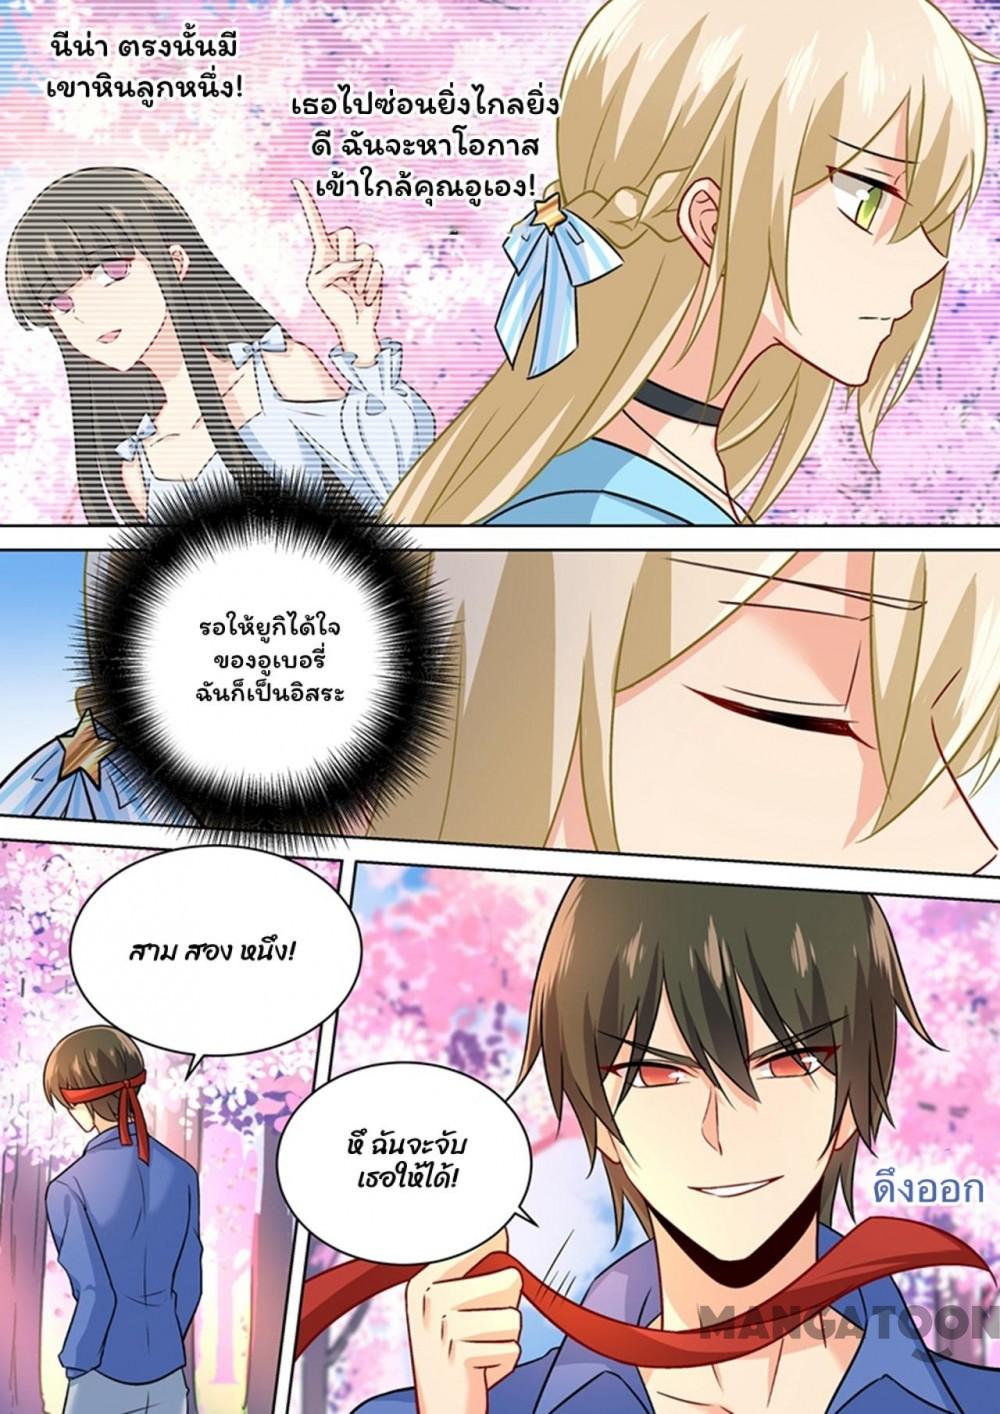 นีน่า ตรงนั้นมี
เขาหินลูกหนึ่ง!
เธอไปซ่อนยิ่งไกลยิ่ง
ดี ฉันจะหาโอกาส
เข้าใกล้คุณอูเอง!
รอให้ยูกิได้ใจ
ของอูเบอรี่
ฉันก็เป็นอิสระ
สาม สอง หนึ่ง!
หึ ฉันจะจับ
เธอให้ได้!
ดึงออก
MANGATOON